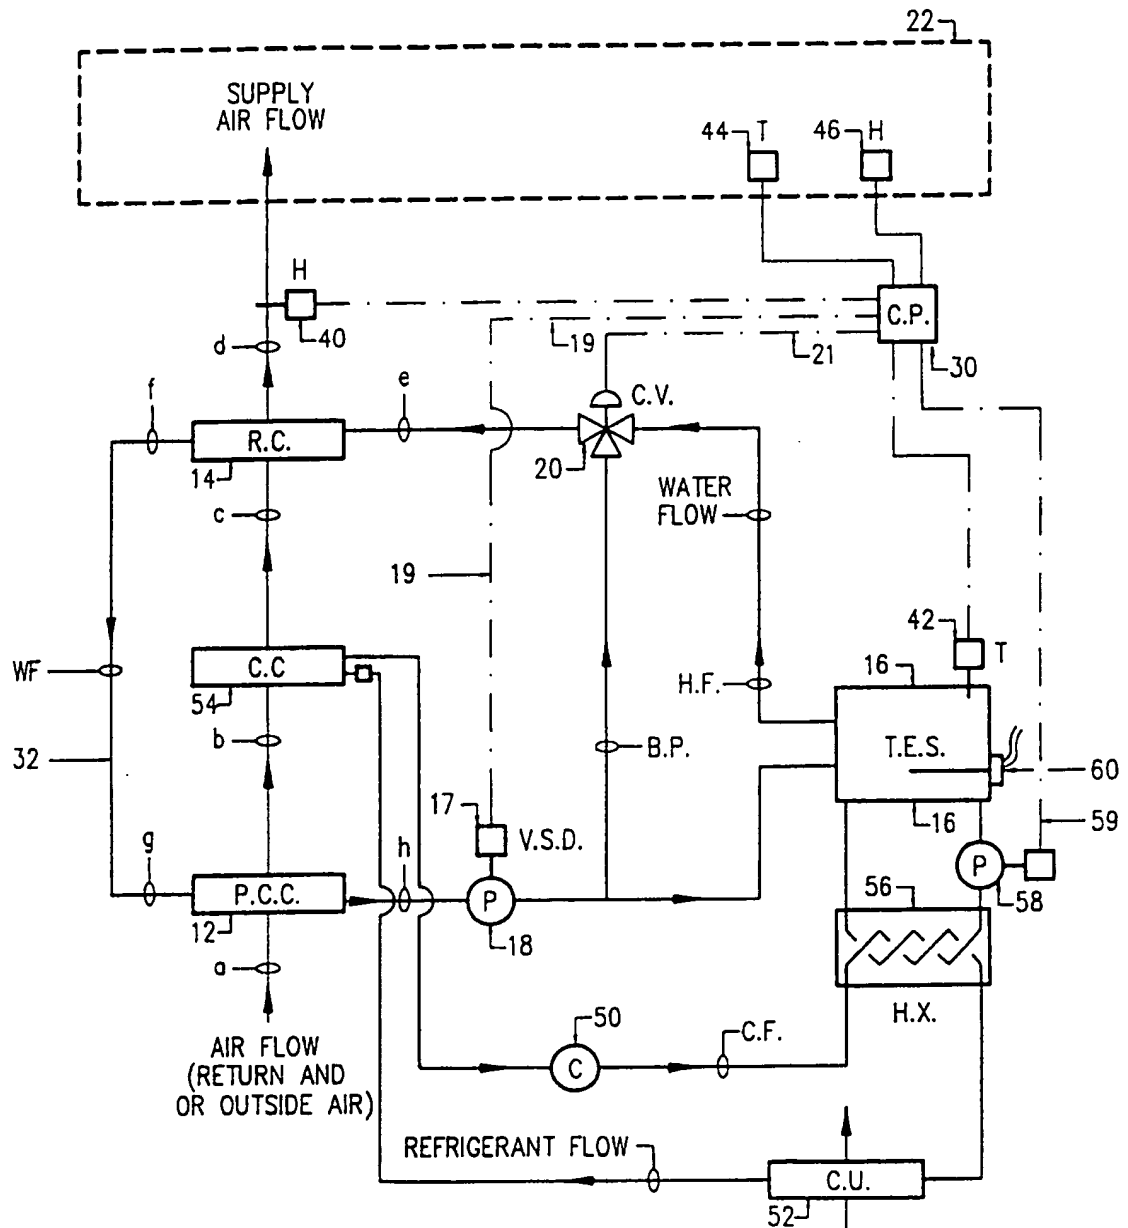 22
SUPPLY
AIR FLOW
44
T
46
H
H
40
19
21
C.P.
30
d
f
e
C.V.
R.C.
14
20
c
WATER
FLOW
19
42
T
WF
C.C
54
H.F.
16
b
B.P.
T.E.S.
32
60
17
V.S.D.
16
59
g
h
P.C.C.
P
P
12
18
56
58
a
H.X.
50
C.F.
AIR FLOW
(RETURN AND
OR OUTSIDE AIR)
C
REFRIGERANT FLOW
C.U.
52